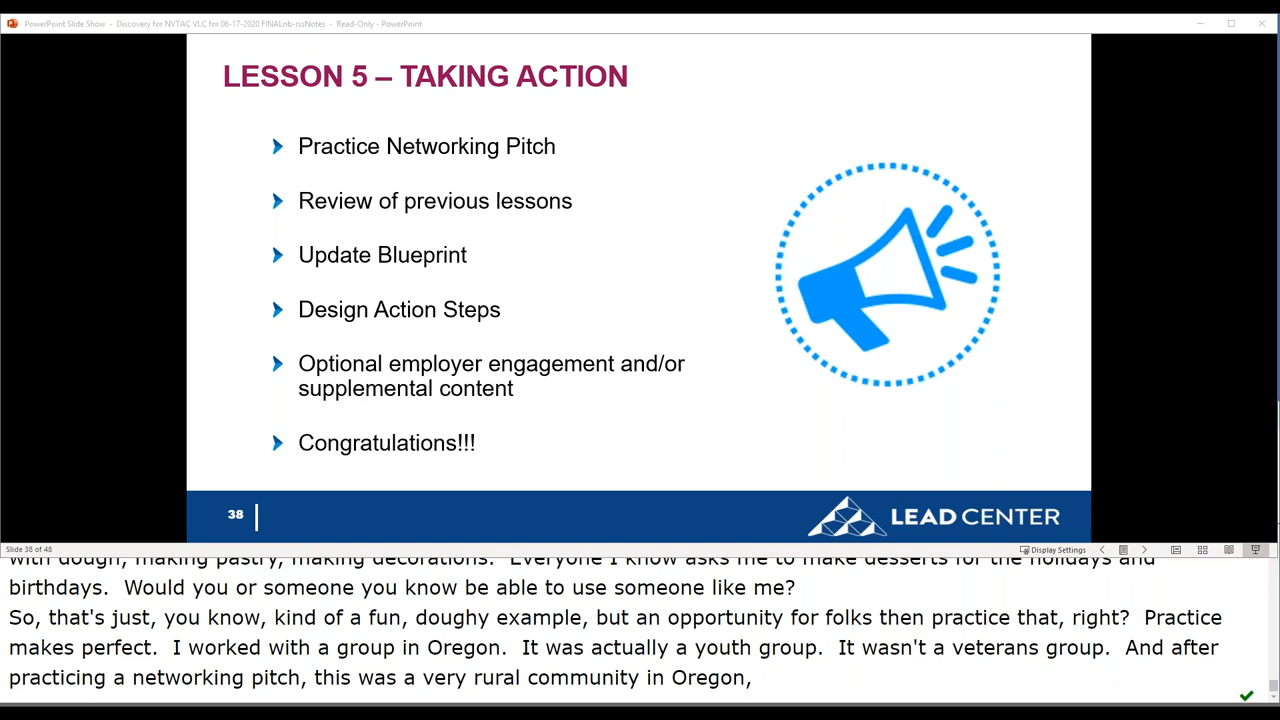 PowerPoint Slide Show - Discovery for NVTAC VLC for 06-17-2020 FINALnb-rssNotes - Read-Only - PowerPoint
LESSON 5 – TAKING ACTION
Practice Networking Pitch
Review of previous lessons
Update Blueprint
Design Action Steps
Optional employer engagement and/or
supplemental content
Congratulations!!!
38
LEAD CENTER
Slide 38 of 48
Display Settings
with dough, making pastry, making decorations.  Everyone I know asks me to make desserts for the holidays and
birthdays.  Would you or someone you know be able to use someone like me?
So, that's just, you know, kind of a fun, doughy example, but an opportunity for folks then practice that, right?  Practice
makes perfect.  I worked with a group in Oregon.  It was actually a youth group.  It wasn't a veterans group.  And after
practicing a networking pitch, this was a very rural community in Oregon,